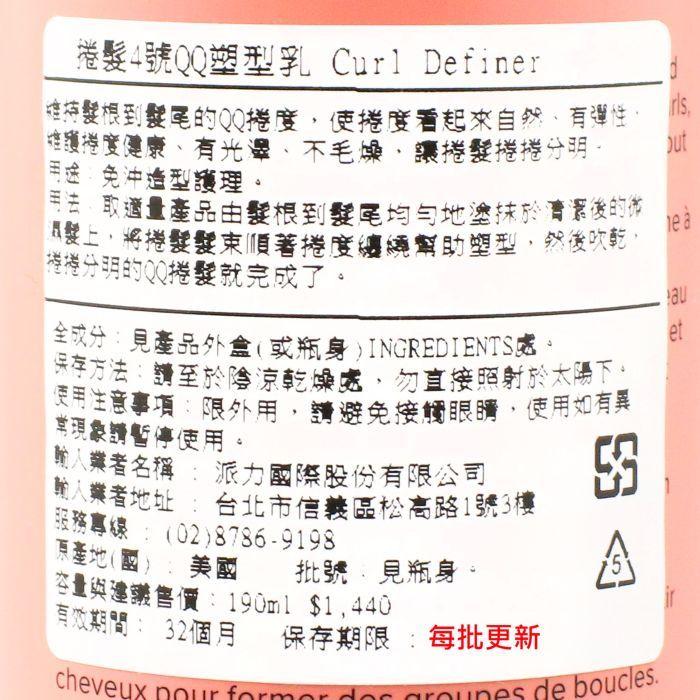 捲髮4號QQ塑型乳 Curl Definer
維持髮根到髮尾的QQ捲度，使捲度看起來自然、有彈性，
維護捲度健康、有光澤、不毛燥，讓捲髮捲捲分明。
用途：免沖造型護理。
用法：取適量產品由髮根到髮尾均勻地塗抹於清潔後的微
濕髮上，將捲髮髮束順著捲度纏繞幫助塑型，然後吹乾，
捲捲分明的QQ捲髮就完成了。
全成分：見產品外盒(或瓶身)INGREDIENTS處。
保存方法：請至於陰涼乾燥處，勿直接照射於太陽下。
使用注意事項：限外用，請避免接觸眼睛，使用如有異
常現象請暫停使用。
輸入業者名稱：派力國際股份有限公司
輸入業者地址：台北市信義區松高路1號3樓
服務專線：(02)8786-9198
原產地(國)：美國 批號：見瓶身。
容量與建議售價：190ml $1,440
有效期間：32個月 保存期限：每批更新
5
d
rls,
out
ne à
eau
et
ir
cheveux pour former des groupes de boucles.